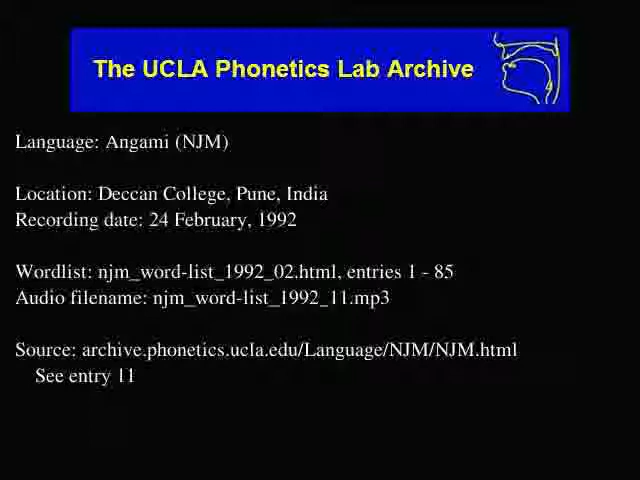 The UCLA Phonetics Lab Archive
Language: Angami (NJM)
Location: Deccan College, Pune, India
Recording date: 24 February, 1992
Wordlist: njm_word-list_1992_02.html, entries 1 - 85
Audio filename: njm_word-list_1992_11.mp3
Source: archive.phonetics.ucla.edu/Language/NJM/NJM.html
See entry 11